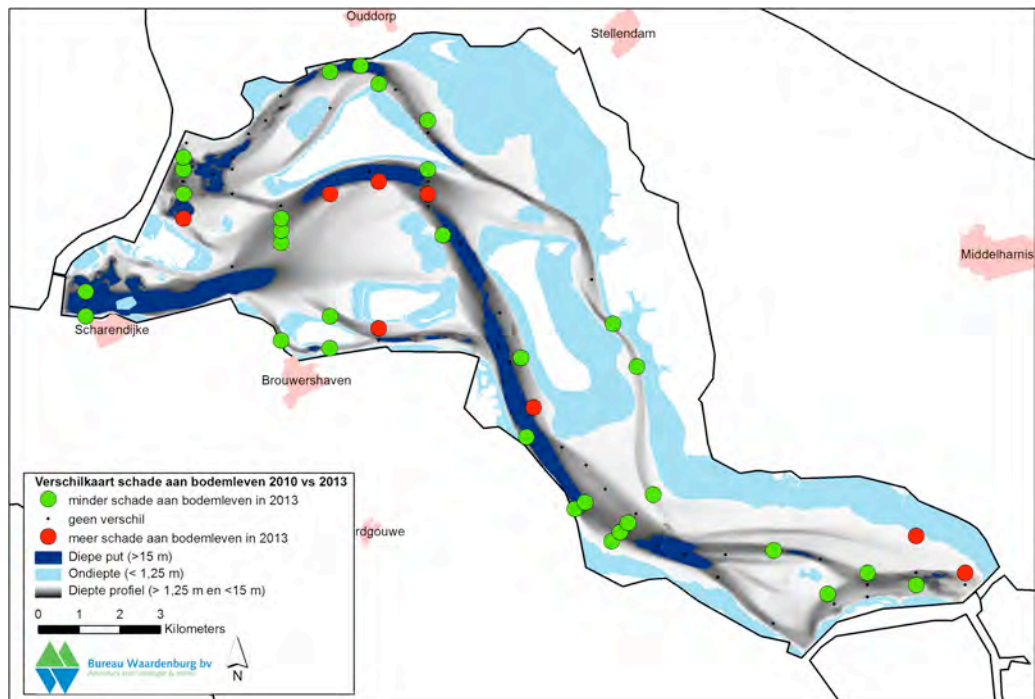 Ouddorp
Stellendam
Middelharnis
Scharendijke
Brouwershaven
rdgouwe
Verschilkaart schade aan bodemleven 2010 vs 2013
minder schade aan bodemleven in 2013
geen verschil
meer schade aan bodemleven in 2013
Diepe put (>15 m)
Ondiepte (< 1,25 m)
Diepte profiel (> 1,25 m en <15 m)
0 1 2 3
Kilometers
Bureau Waardenburg bv
N